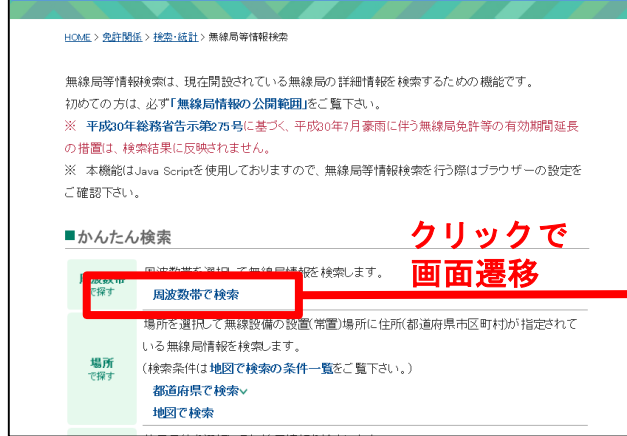 HOME > 免許関係 > 検索・統計 > 無線局等情報検索
無線局等情報検索は、現在開設されている無線局の詳細情報を検索するための機能です。
初めての方は、必ず「無線局情報の公開範囲」をご覧下さい。
※ 平成30年総務省告示第275号に基づく、平成30年7月豪雨に伴う無線局免許等の有効期間延長
の措置は、検索結果に反映されません。
※ 本機能はJava Scriptを使用しておりますので、無線局等情報検索を行う際はブラウザーの設定を
ご確認下さい。
■かんたん検索
クリックで
画面遷移
周波数帯
で探す
周波数帯を選択して無線局情報を検索します。
周波数帯で検索
場所を選択して無線設備の設置(常置)場所に住所(都道府県市区町村)が指定されて
いる無線局情報を検索します。
場所
で探す
(検索条件は地図で検索の条件一覧をご覧下さい。)
都道府県で検索∨
地図で検索